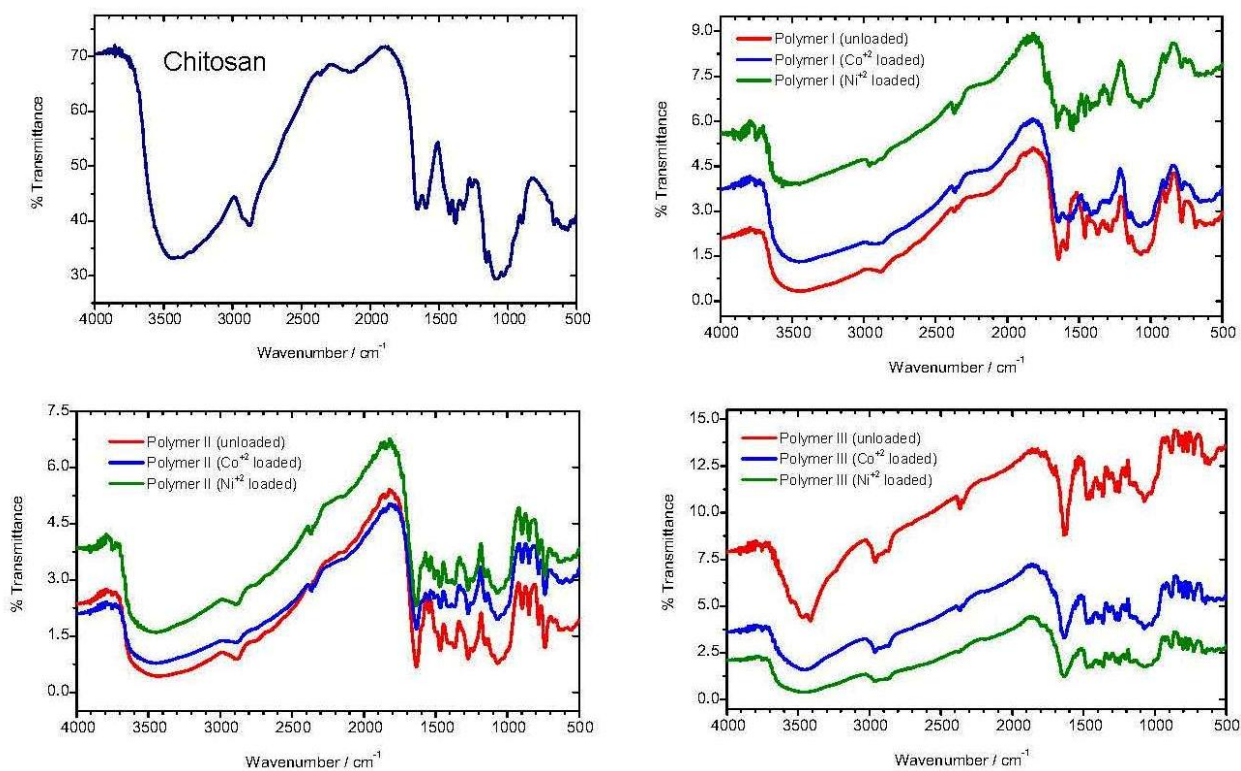 Chitosan
% Transmittance
70
60
50
40
30
4000 3500 3000 2500 2000 1500 1000 500
Wavenumber / cm⁻¹
Polymer I (unloaded)
Polymer I (Co⁺² loaded)
Polymer I (Ni⁺² loaded)
% Transmittance
9.0
7.5
6.0
4.5
3.0
1.5
0.0
4000 3500 3000 2500 2000 1500 1000 500
Wavenumber / cm⁻¹
Polymer II (unloaded)
Polymer II (Co⁺² loaded)
Polymer II (Ni⁺² loaded)
% Transmittance
7.5
6.0
4.5
3.0
1.5
0.0
4000 3500 3000 2500 2000 1500 1000 500
Wavenumber / cm⁻¹
Polymer III (unloaded)
Polymer III (Co⁺² loaded)
Polymer III (Ni⁺² loaded)
% Transmittance
15.0
12.5
10.0
7.5
5.0
2.5
0.0
4000 3500 3000 2500 2000 1500 1000 500
Wavenumber / cm⁻¹